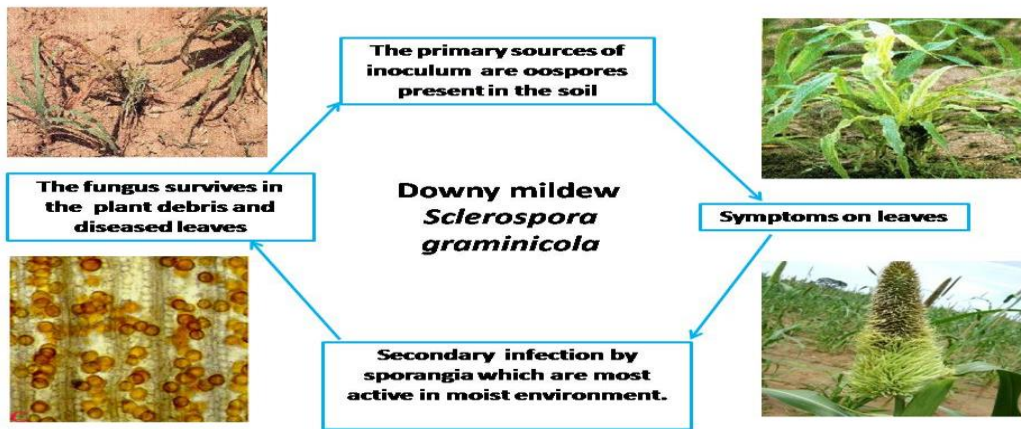 The primary sources of
inoculum are oospores
present in the soil
The fungus survives in
the plant debris and
diseased leaves
Downy mildew
Sclerospora
graminicola
Symptoms on leaves
Secondary infection by
sporangia which are most
active in moist environment.
C